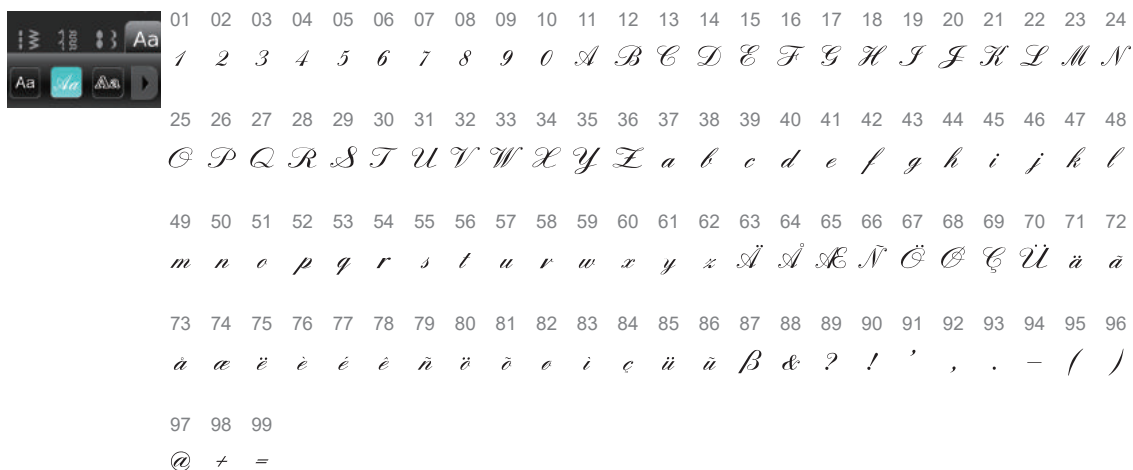 Aa
Aa Aa Aa
01 02 03 04 05 06 07 08 09 10 11 12 13 14 15 16 17 18 19 20 21 22 23 24
1 2 3 4 5 6 7 8 9 0 A B C D E F G H I J K L M N
25 26 27 28 29 30 31 32 33 34 35 36 37 38 39 40 41 42 43 44 45 46 47 48
O P Q R S T U V W X Y Z a b c d e f g h i j k l
49 50 51 52 53 54 55 56 57 58 59 60 61 62 63 64 65 66 67 68 69 70 71 72
m n o p q r s t u v w x y z Ä Å Æ Ñ Ö Ø Ç Ü ä ã
73 74 75 76 77 78 79 80 81 82 83 84 85 86 87 88 89 90 91 92 93 94 95 96
å æ ë è é ê ñ ö õ ø ì ç ü ũ ß & ? ! ' , . – ( )
97 98 99
@ + =